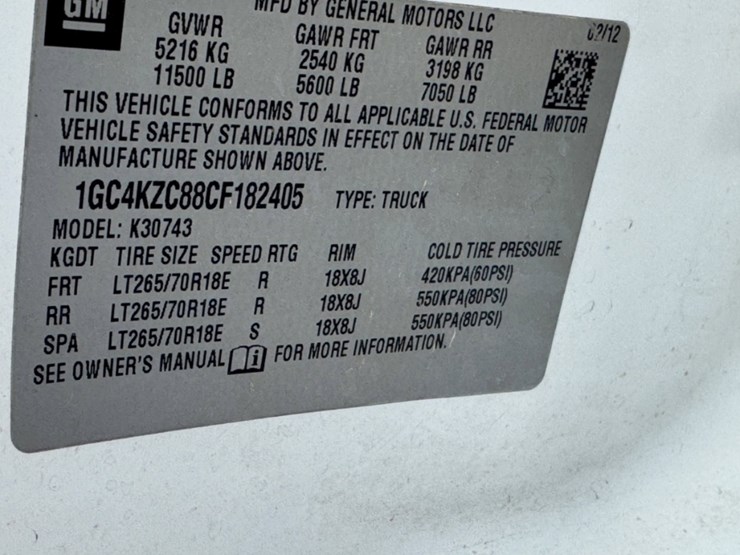 GM
MFD BY GENERAL MOTORS LLC
02/12
GVWR GAWR FRT GAWR RR
5216 KG 2540 KG 3198 KG
11500 LB 5600 LB 7050 LB
THIS VEHICLE CONFORMS TO ALL APPLICABLE U.S. FEDERAL MOTOR
VEHICLE SAFETY STANDARDS IN EFFECT ON THE DATE OF
MANUFACTURE SHOWN ABOVE.
1GC4KZC88CF182405 TYPE: TRUCK
MODEL: K30743
KGDT TIRE SIZE SPEED RTG RIM COLD TIRE PRESSURE
FRT LT265/70R18E R 18X8J 420KPA(60PSI)
RR LT265/70R18E R 18X8J 550KPA(80PSI)
SPA LT265/70R18E S 18X8J 550KPA(80PSI)
SEE OWNER'S MANUAL i FOR MORE INFORMATION.